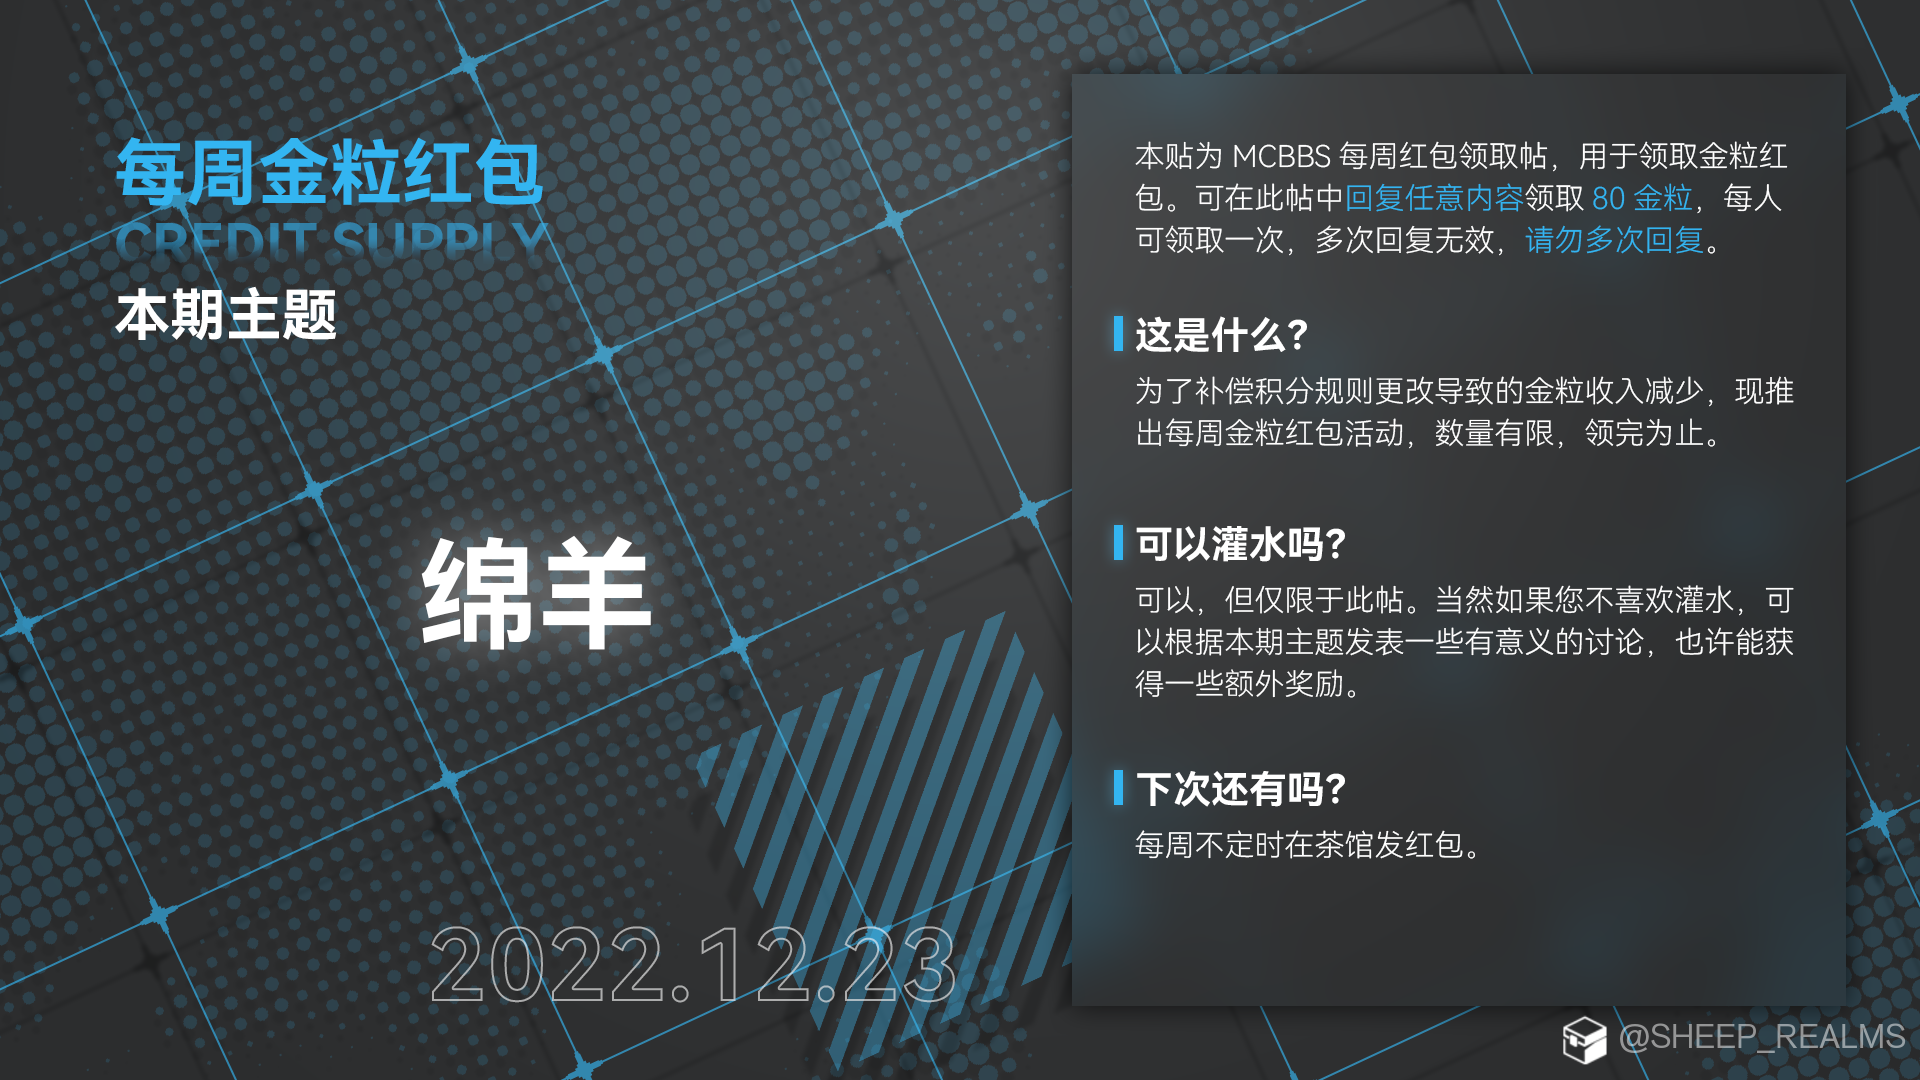 每周金粒红包
CREDIT SUPPLY
本期主题
绵羊
2022.12.23
本贴为 MCBBS 每周红包领取帖，用于领取金粒红
包。可在此帖中回复任意内容领取 80 金粒，每人
可领取一次，多次回复无效，请勿多次回复。
这是什么?
为了补偿积分规则更改导致的金粒收入减少，现推
出每周金粒红包活动，数量有限，领完为止。
可以灌水吗?
可以，但仅限于此帖。当然如果您不喜欢灌水，可
以根据本期主题发表一些有意义的讨论，也许能获
得一些额外奖励。
下次还有吗?
每周不定时在茶馆发红包。
@SHEEP_REALMS